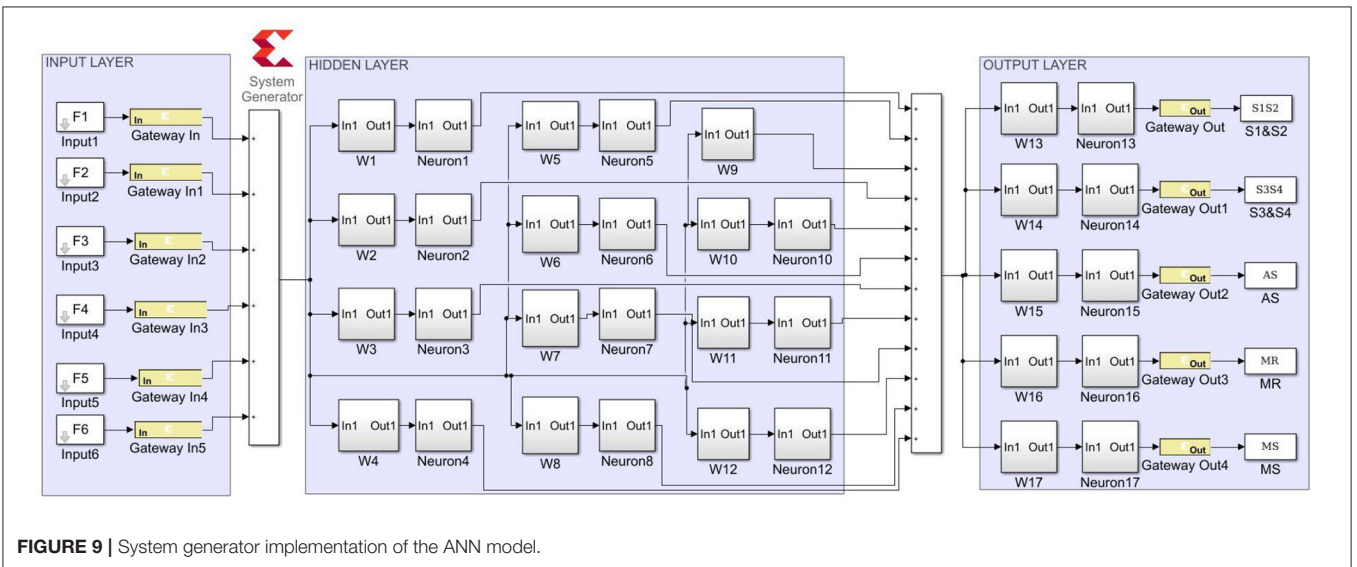 INPUT LAYER
F1
Input1
In
Gateway In
F2
Input2
In
Gateway In1
F3
Input3
In
Gateway In2
F4
Input4
In
Gateway In3
F5
Input5
In
Gateway In4
F6
Input6
In
Gateway In5
System
Generator
HIDDEN LAYER
In1 Out1
W1
In1 Out1
Neuron1
In1 Out1
W5
In1 Out1
Neuron5
In1 Out1
W9
In1 Out1
W2
In1 Out1
Neuron2
In1 Out1
W6
In1 Out1
Neuron6
In1 Out1
W10
In1 Out1
Neuron10
In1 Out1
W3
In1 Out1
Neuron3
In1 Out1
W7
In1 Out1
Neuron7
In1 Out1
W11
In1 Out1
Neuron11
In1 Out1
W4
In1 Out1
Neuron4
In1 Out1
W8
In1 Out1
Neuron8
In1 Out1
W12
In1 Out1
Neuron12
OUTPUT LAYER
In1 Out1
W13
In1 Out1
Neuron13
Out
Gateway Out
S1S2
S1&S2
In1 Out1
W14
In1 Out1
Neuron14
Out
Gateway Out1
S3S4
S3&S4
In1 Out1
W15
In1 Out1
Neuron15
Out
Gateway Out2
AS
AS
In1 Out1
W16
In1 Out1
Neuron16
Out
Gateway Out3
MR
MR
In1 Out1
W17
In1 Out1
Neuron17
Out
Gateway Out4
MS
MS
FIGURE 9 | System generator implementation of the ANN model.